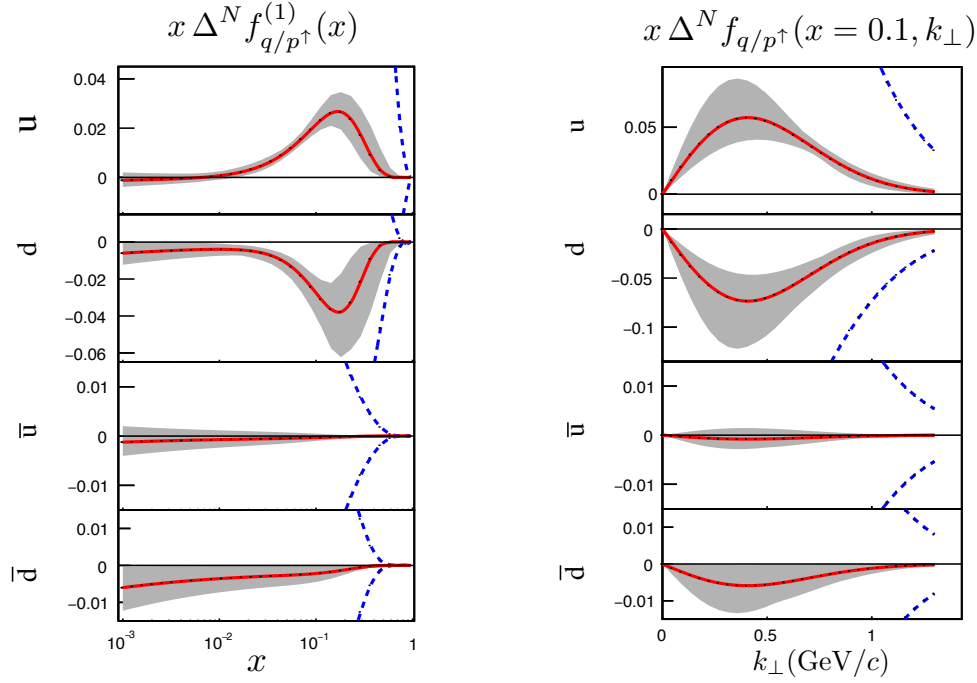 x Δ^N f^{(1)}_{q/p↑}(x)
0.04
0.02
0
u
0
−0.02
−0.04
−0.06
d
0.01
0
−0.01
ū
0.01
0
−0.01
d̄
10⁻³ 10⁻² 10⁻¹ 1
x
x Δ^N f_{q/p↑}(x = 0.1, k⊥)
0.05
0
u
0
−0.05
−0.1
d
0.01
0
−0.01
ū
0.01
0
−0.01
d̄
0 0.5 1
k⊥(GeV/c)